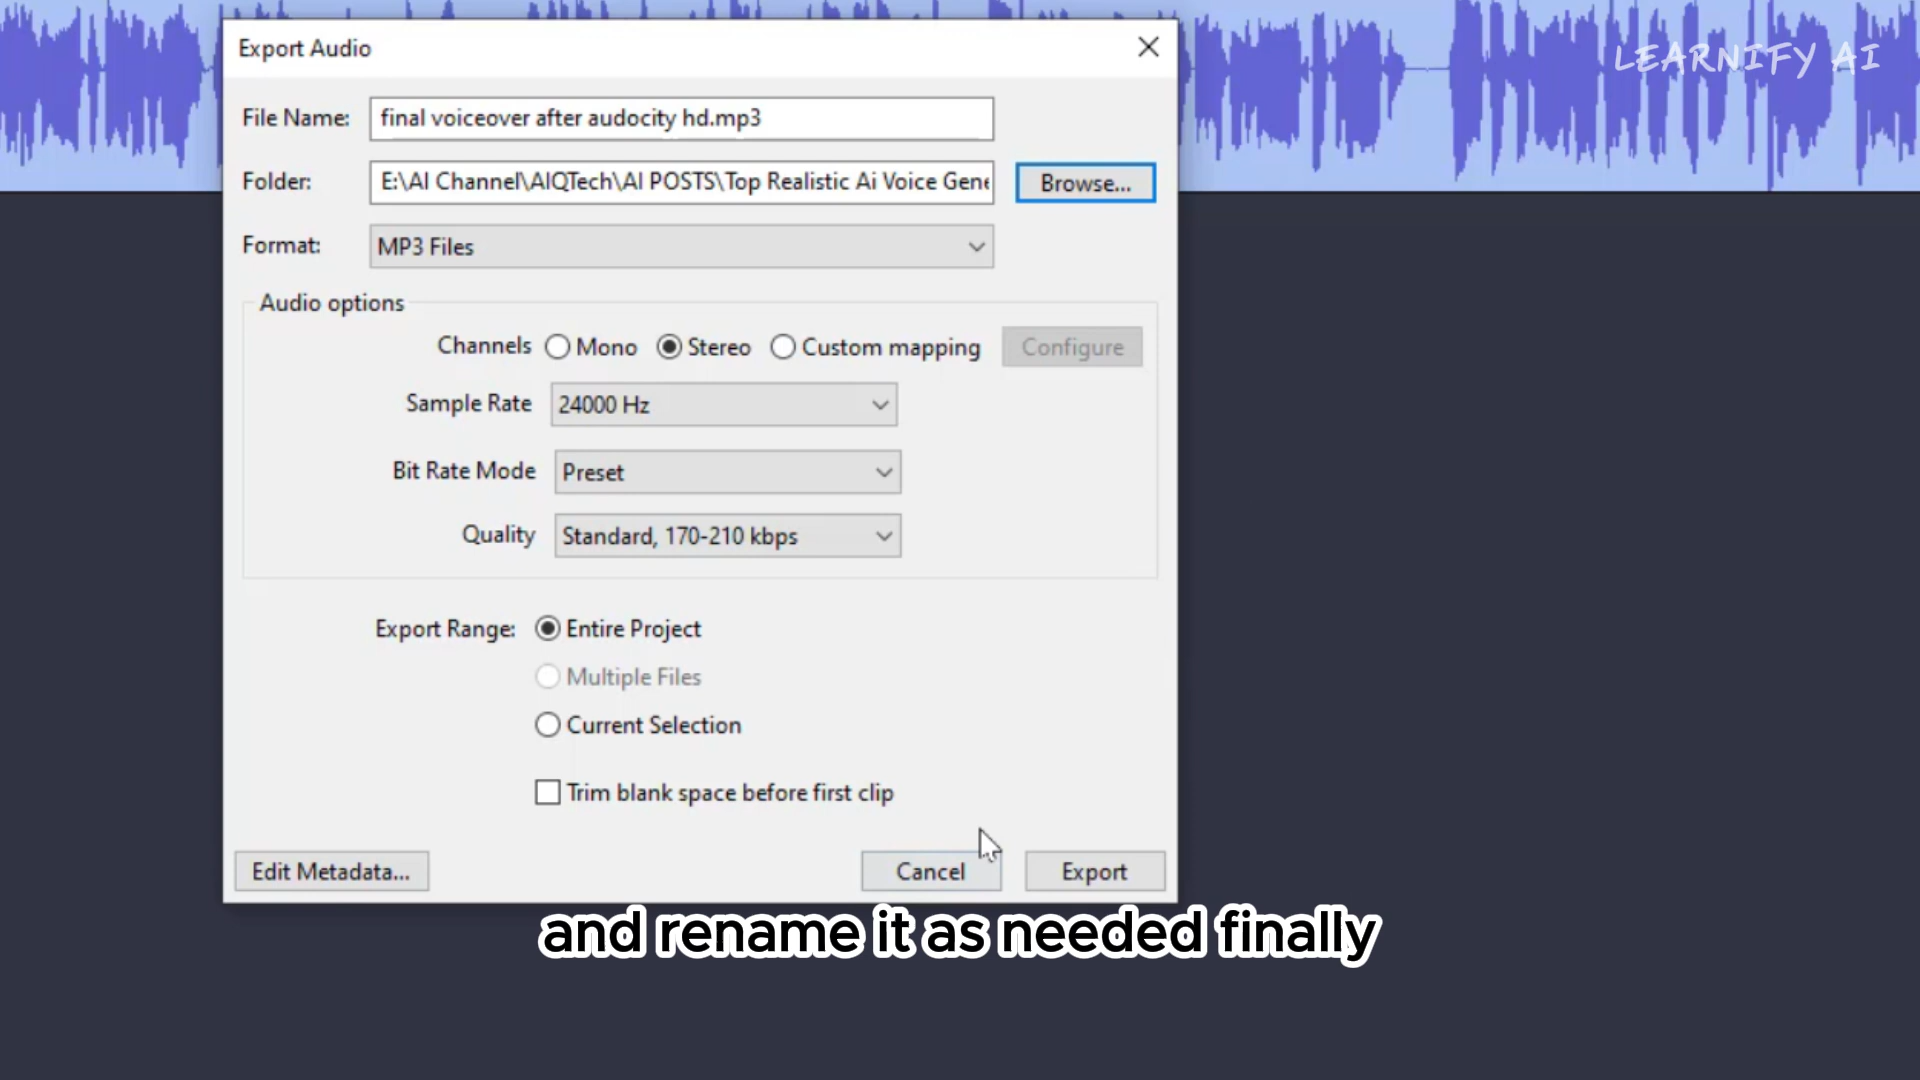 Export Audio
LEARNIFY AI
File Name: final voiceover after audocity hd.mp3
Folder: E:\AI Channel\AIQTech\AI POSTS\Top Realistic Ai Voice Gene Browse...
Format: MP3 Files
Audio options
Channels Mono Stereo Custom mapping Configure
Sample Rate 24000 Hz
Bit Rate Mode Preset
Quality Standard, 170-210 kbps
Export Range: Entire Project
Multiple Files
Current Selection
Trim blank space before first clip
Edit Metadata... Cancel Export
and rename it as needed finally